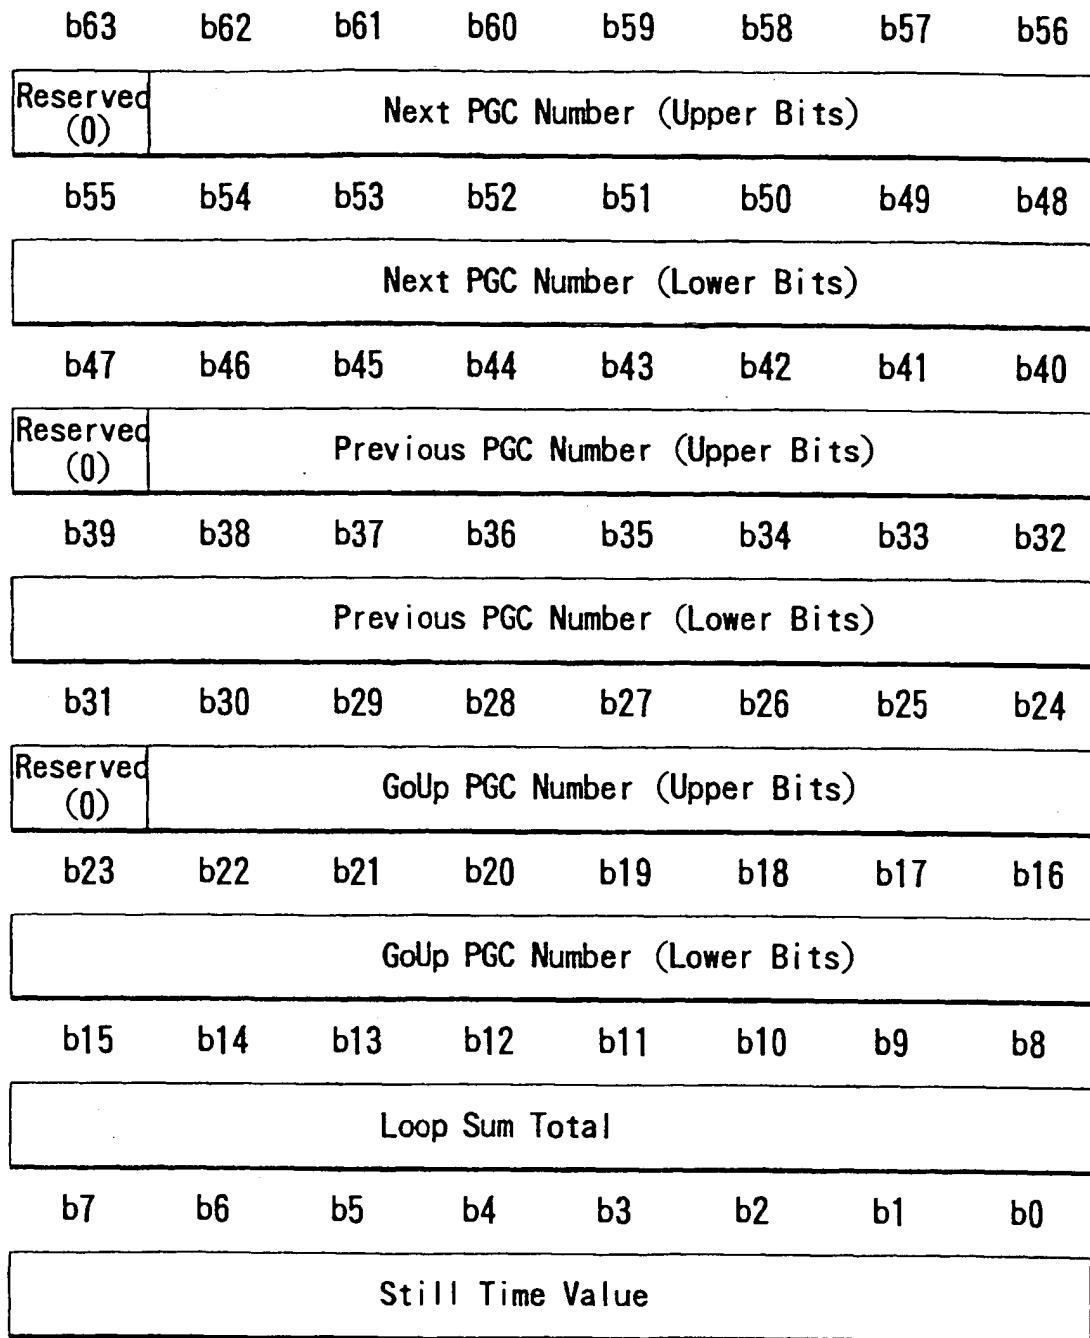 b63 b62 b61 b60 b59 b58 b57 b56
Reserved
(0)
Next PGC Number (Upper Bits)
b55 b54 b53 b52 b51 b50 b49 b48
Next PGC Number (Lower Bits)
b47 b46 b45 b44 b43 b42 b41 b40
Reserved
(0)
Previous PGC Number (Upper Bits)
b39 b38 b37 b36 b35 b34 b33 b32
Previous PGC Number (Lower Bits)
b31 b30 b29 b28 b27 b26 b25 b24
Reserved
(0)
GoUp PGC Number (Upper Bits)
b23 b22 b21 b20 b19 b18 b17 b16
GoUp PGC Number (Lower Bits)
b15 b14 b13 b12 b11 b10 b9 b8
Loop Sum Total
b7 b6 b5 b4 b3 b2 b1 b0
Still Time Value